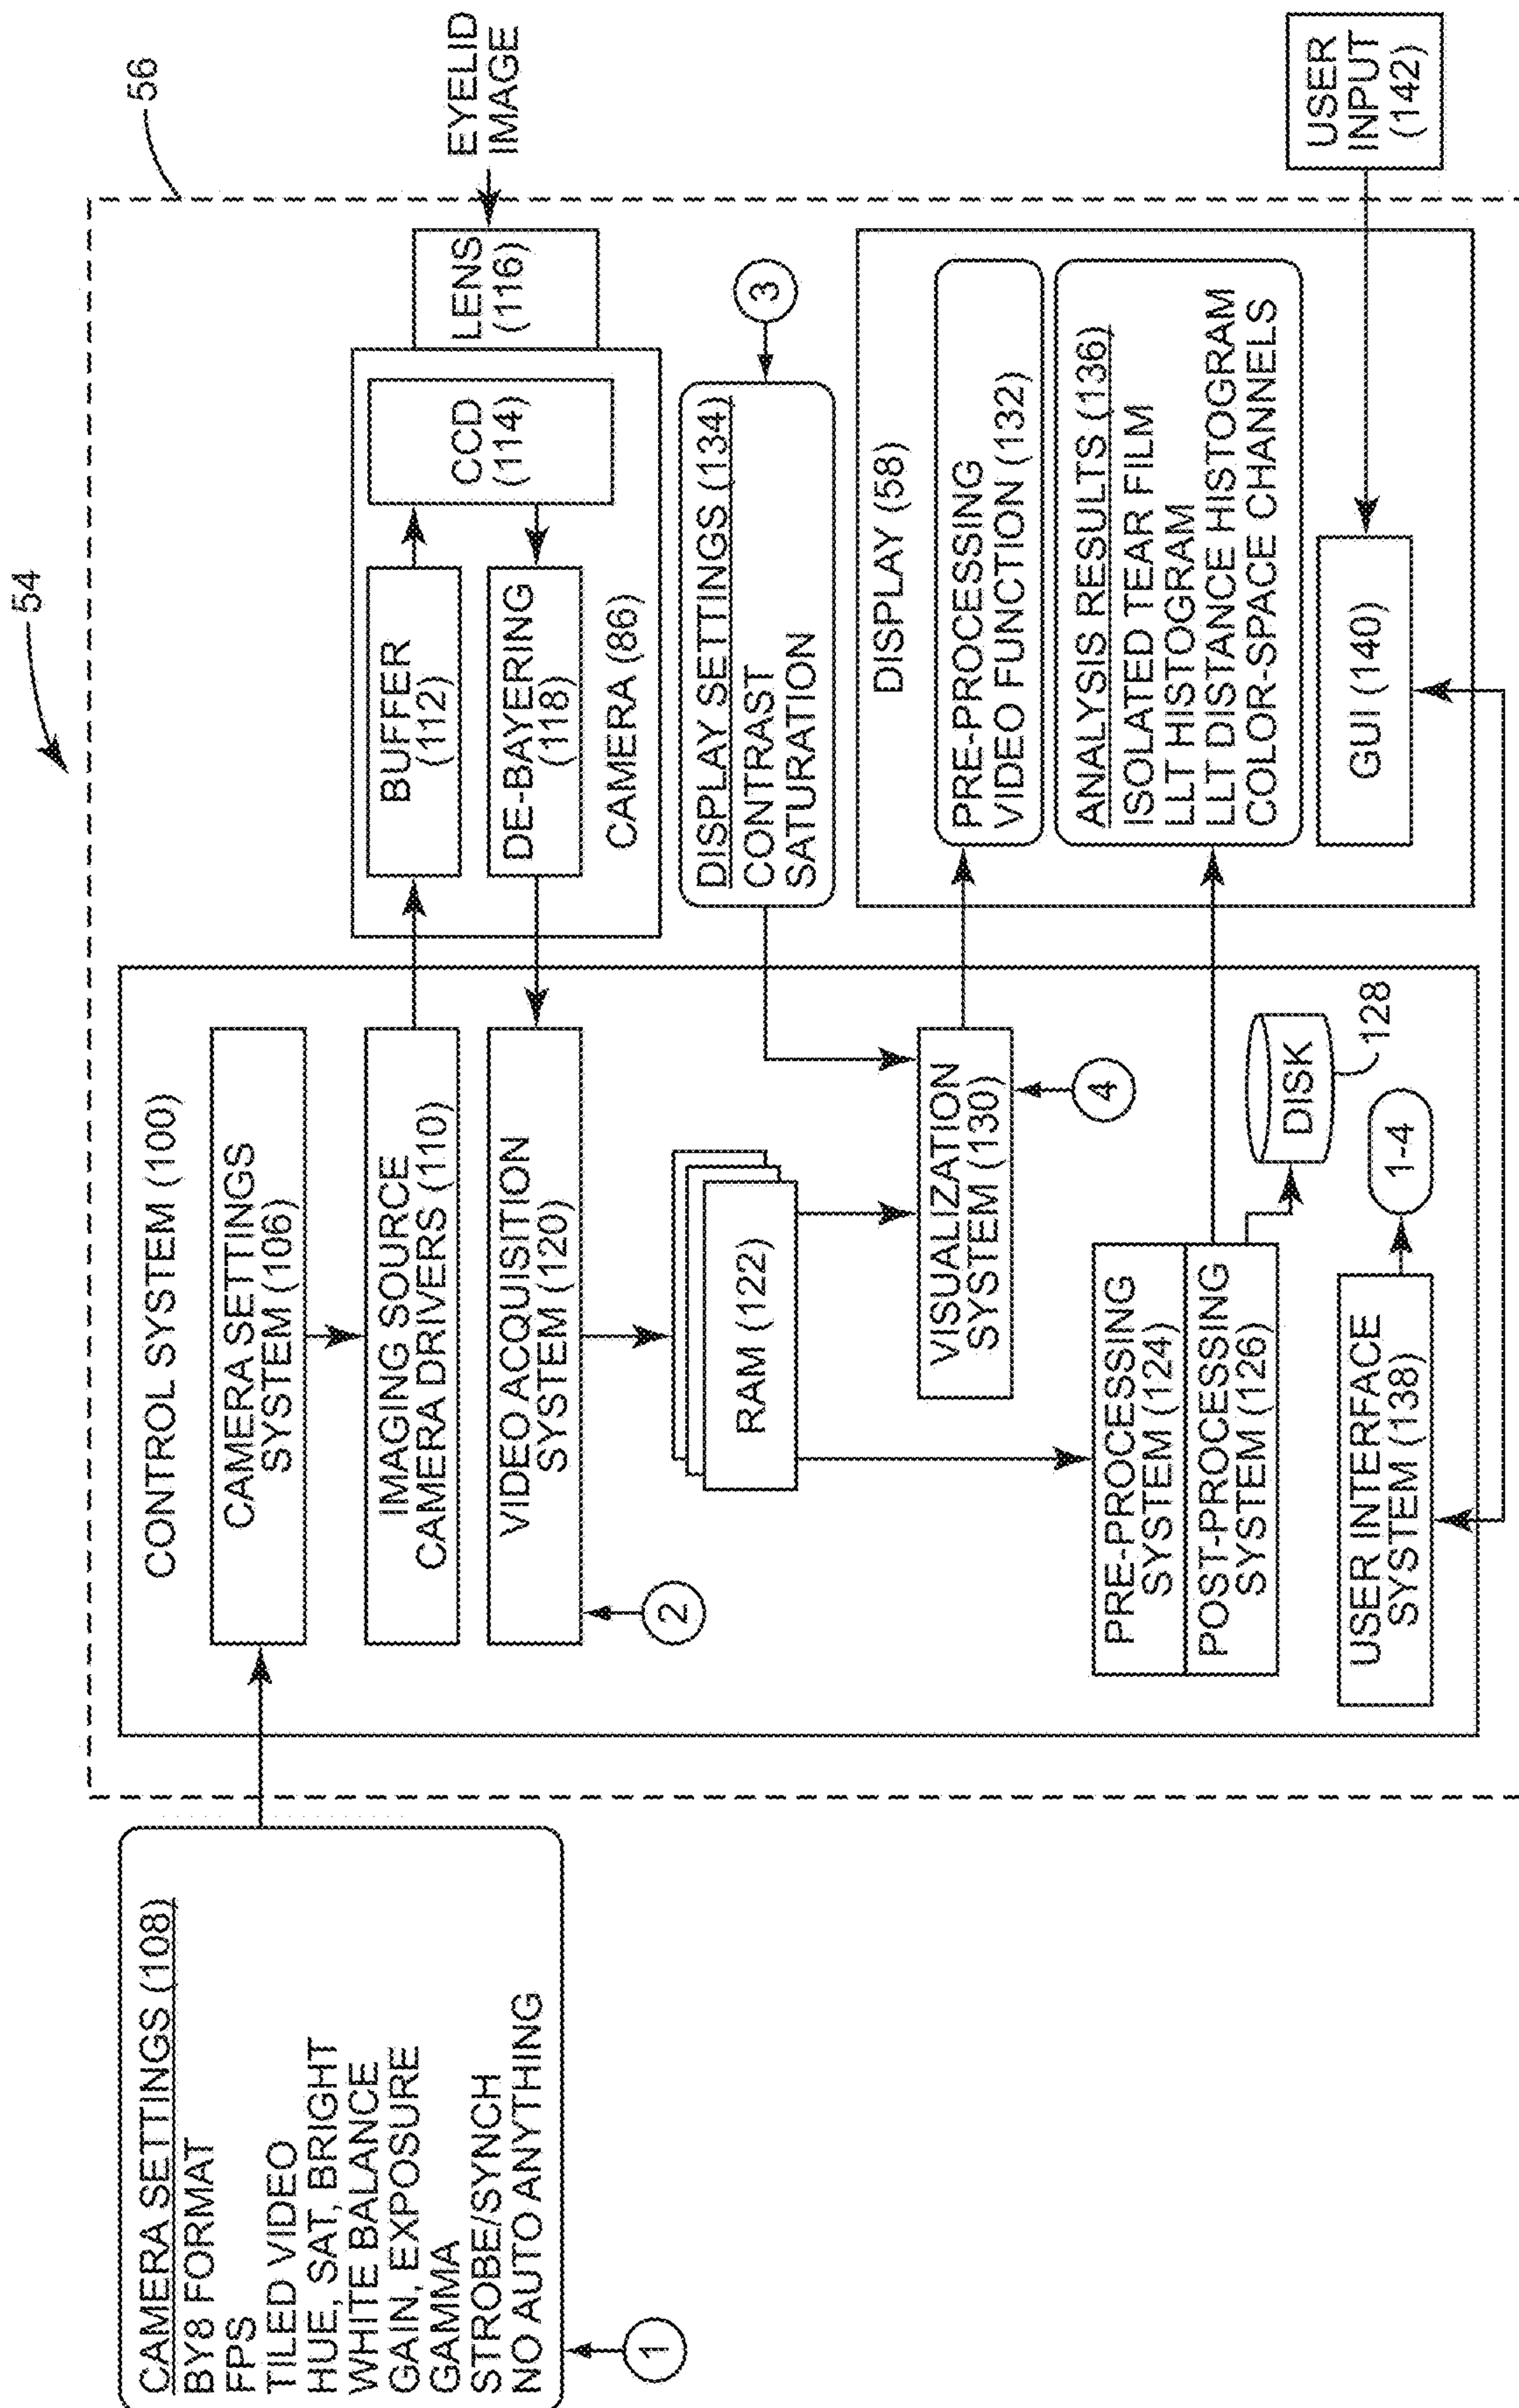 54
56
CAMERA SETTINGS (108)
BY8 FORMAT
FPS
TILED VIDEO
HUE, SAT, BRIGHT
WHITE BALANCE
GAIN, EXPOSURE
GAMMA
STROBE/SYNCH
NO AUTO ANYTHING
1
CONTROL SYSTEM (100)
CAMERA SETTINGS
SYSTEM (106)
IMAGING SOURCE
CAMERA DRIVERS (110)
VIDEO ACQUISITION
SYSTEM (120)
2
RAM (122)
VISUALIZATION
SYSTEM (130)
4
PRE-PROCESSING
SYSTEM (124)
POST-PROCESSING
SYSTEM (126)
DISK
128
USER INTERFACE
SYSTEM (138)
1-4
BUFFER
(112)
CCD
(114)
DE-BAYERING
(118)
CAMERA (86)
LENS
(116)
EYELID
IMAGE
DISPLAY SETTINGS (134)
CONTRAST
SATURATION
3
DISPLAY (58)
PRE-PROCESSING
VIDEO FUNCTION (132)
ANALYSIS RESULTS (136)
ISOLATED TEAR FILM
LLT HISTOGRAM
LLT DISTANCE HISTOGRAM
COLOR-SPACE CHANNELS
GUI (140)
USER
INPUT
(142)